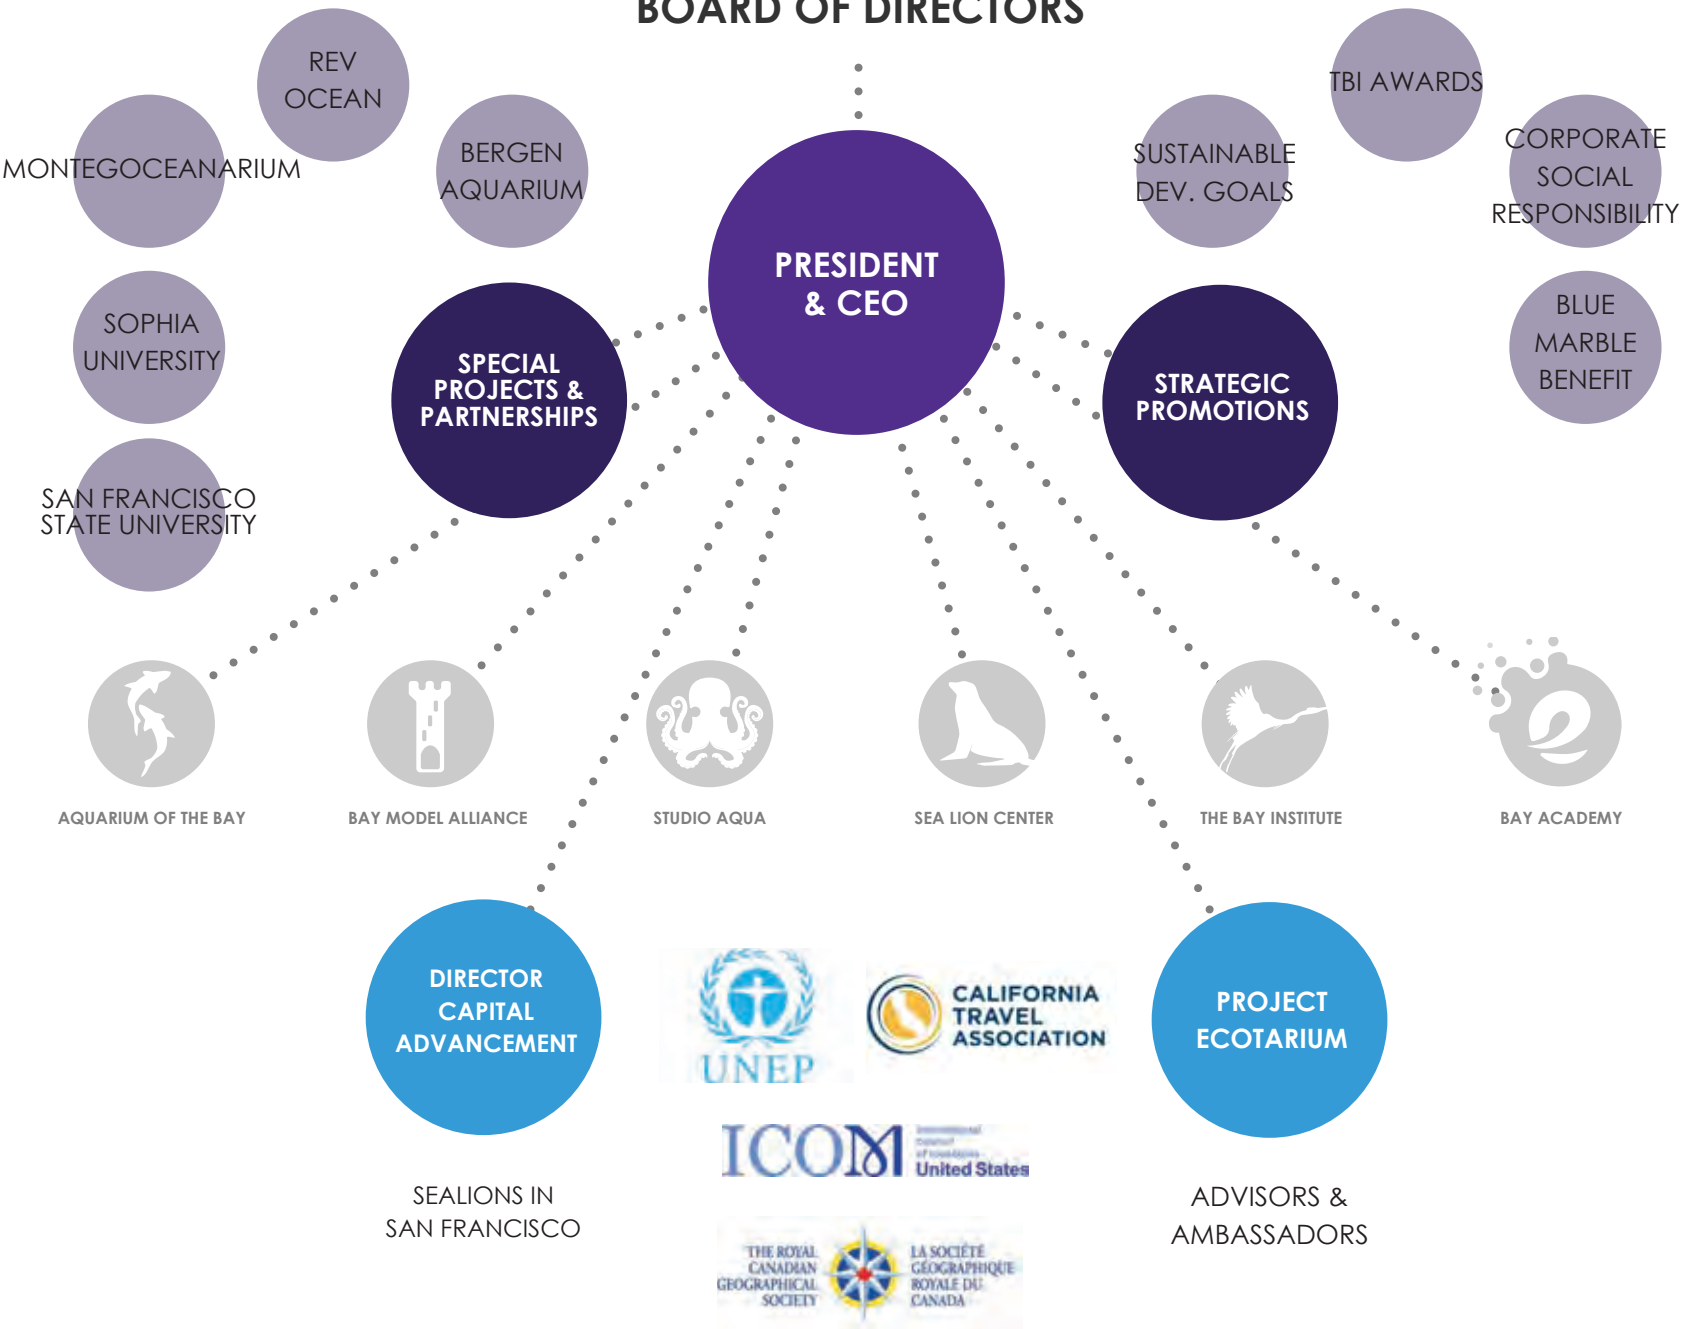 BOARD OF DIRECTORS
REV
OCEAN
MONTEGOCEANARIUM
BERGEN
AQUARIUM
SOPHIA
UNIVERSITY
SAN FRANCISCO
STATE UNIVERSITY
SPECIAL
PROJECTS &
PARTNERSHIPS
PRESIDENT
& CEO
TBI AWARDS
SUSTAINABLE
DEV. GOALS
CORPORATE
SOCIAL
RESPONSIBILITY
BLUE
MARBLE
BENEFIT
STRATEGIC
PROMOTIONS
AQUARIUM OF THE BAY
BAY MODEL ALLIANCE
STUDIO AQUA
SEA LION CENTER
THE BAY INSTITUTE
BAY ACADEMY
DIRECTOR
CAPITAL
ADVANCEMENT
SEALIONS IN
SAN FRANCISCO
UNEP
CALIFORNIA
TRAVEL
ASSOCIATION
ICOM
international
council
of museums
United States
THE ROYAL
CANADIAN
GEOGRAPHICAL
SOCIETY
LA SOCIÉTÉ
GÉOGRAPHIQUE
ROYALE DU
CANADA
PROJECT
ECOTARIUM
ADVISORS &
AMBASSADORS